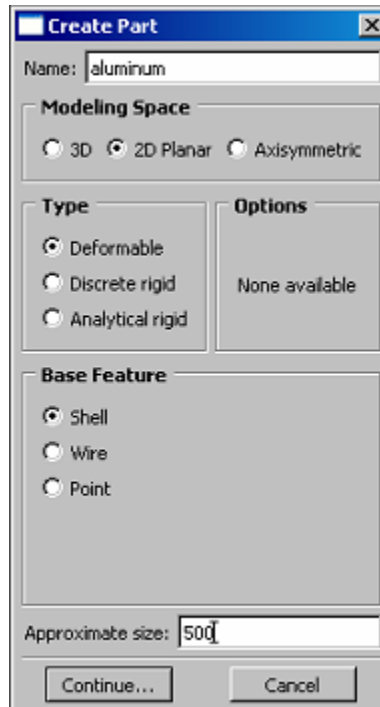 Create Part
Name: aluminum
Modeling Space
3D 2D Planar Axisymmetric
Type
Deformable
Discrete rigid
Analytical rigid
Options
None available
Base Feature
Shell
Wire
Point
Approximate size: 500
Continue... Cancel